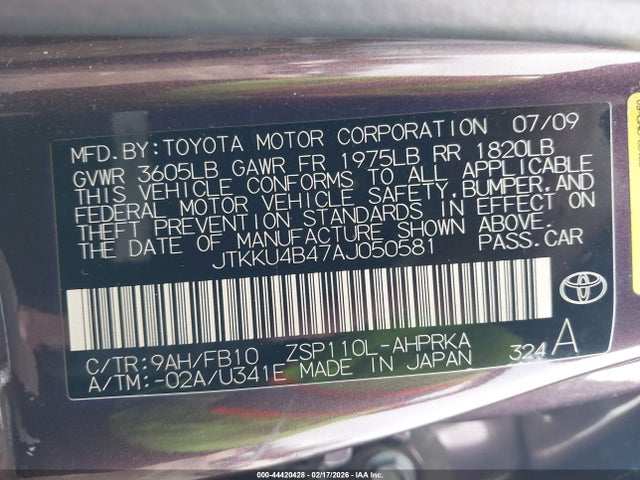 MFD. BY:TOYOTA MOTOR CORPORATION 07/09
GVWR 3605LB GAWR FR 1975LB RR 1820LB
THIS VEHICLE CONFORMS TO ALL APPLICABLE
FEDERAL MOTOR VEHICLE SAFETY,BUMPER,AND
THEFT PREVENTION STANDARDS IN EFFECT ON
THE DATE OF MANUFACTURE SHOWN ABOVE.
JTKKU4B47AJ050581 PASS.CAR
C/TR:9AH/FB10 ZSP110L-AHPRKA
A/TM:-02A/U341E MADE IN JAPAN 324 A
TOYOTA
000-44420428 - 02/17/2026 - IAA Inc.